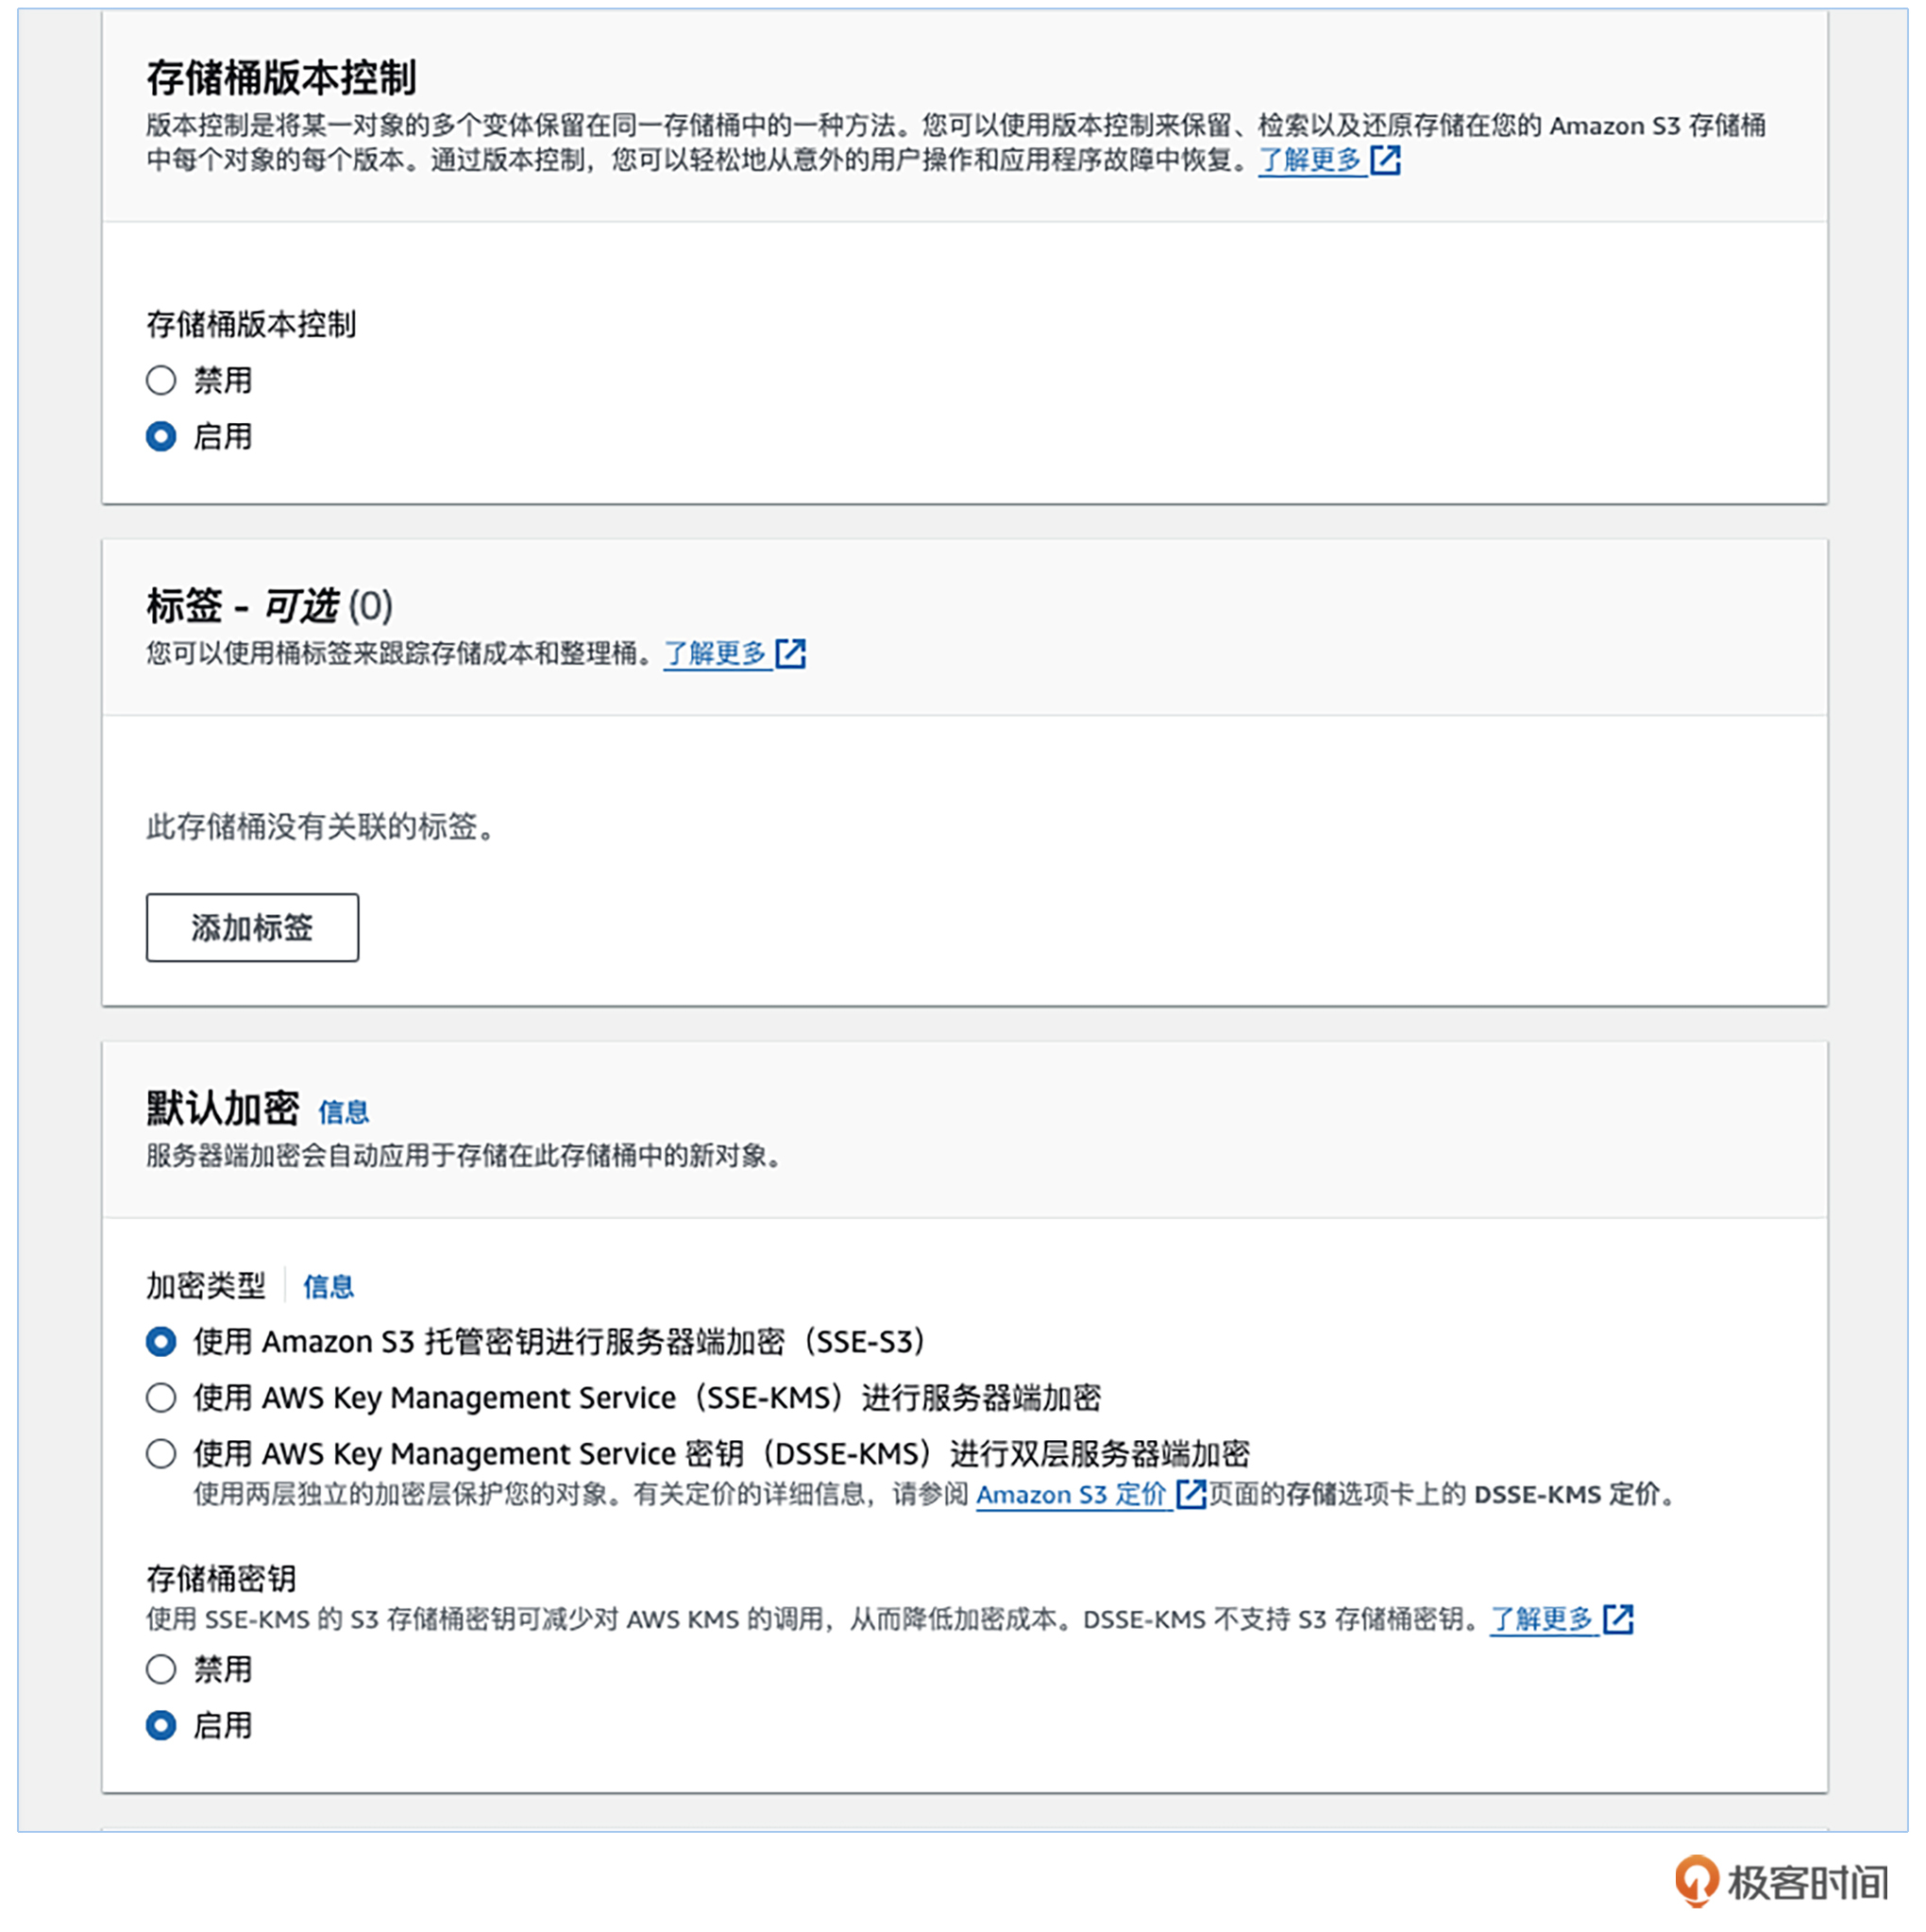 存储桶版本控制
版本控制是将某一对象的多个变体保留在同一存储桶中的一种方法。您可以使用版本控制来保留、检索以及还原存储在您的 Amazon S3 存储桶
中每个对象的每个版本。通过版本控制，您可以轻松地从意外的用户操作和应用程序故障中恢复。了解更多
存储桶版本控制
禁用
启用
标签 - 可选 (0)
您可以使用桶标签来跟踪存储成本和整理桶。了解更多
此存储桶没有关联的标签。
添加标签
默认加密 信息
服务器端加密会自动应用于存储在此存储桶中的新对象。
加密类型 信息
使用 Amazon S3 托管密钥进行服务器端加密（SSE-S3）
使用 AWS Key Management Service（SSE-KMS）进行服务器端加密
使用 AWS Key Management Service 密钥（DSSE-KMS）进行双层服务器端加密
使用两层独立的加密层保护您的对象。有关定价的详细信息，请参阅 Amazon S3 定价 页面的存储选项卡上的 DSSE-KMS 定价。
存储桶密钥
使用 SSE-KMS 的 S3 存储桶密钥可减少对 AWS KMS 的调用，从而降低加密成本。DSSE-KMS 不支持 S3 存储桶密钥。了解更多
禁用
启用
极客时间